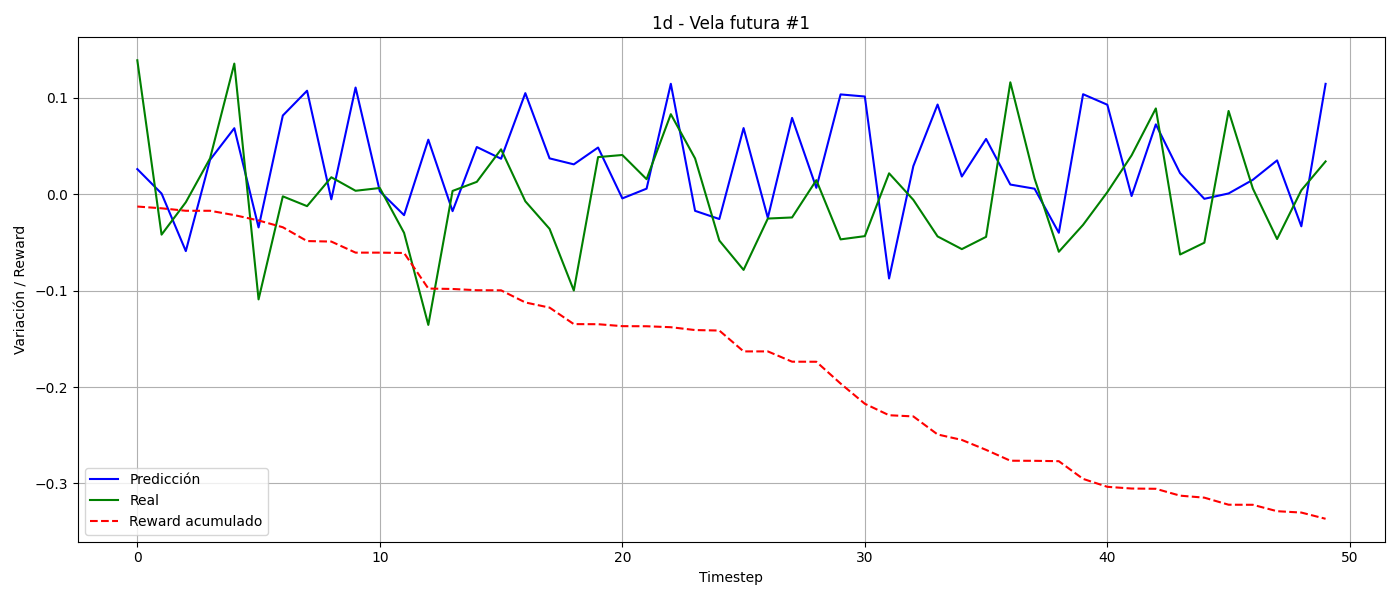 1d - Vela futura #1
Variación / Reward
0.1
0.0
−0.1
−0.2
−0.3
Predicción
Real
Reward acumulado
0 10 20 30 40 50
Timestep